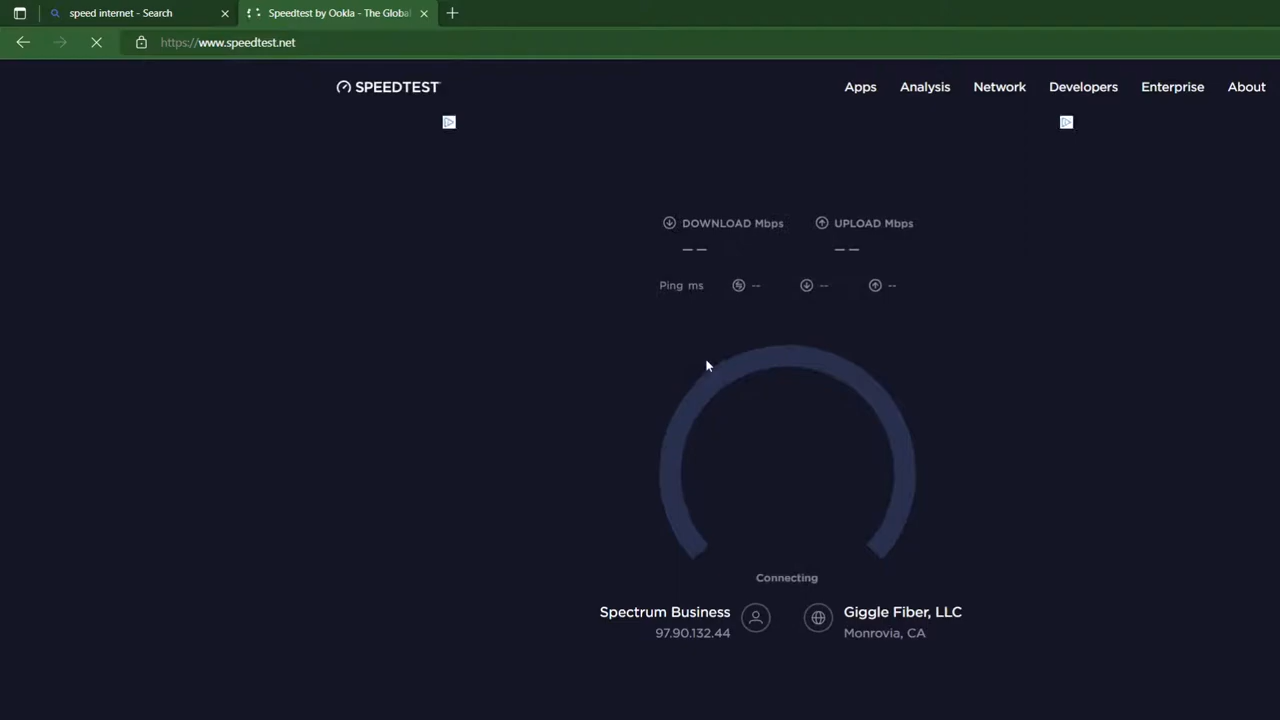 speed internet - Search
Speedtest by Ookla - The Global
https://www.speedtest.net
SPEEDTEST
Apps
Analysis
Network
Developers
Enterprise
About
DOWNLOAD Mbps
UPLOAD Mbps
— —
— —
Ping ms
--
--
--
Connecting
Spectrum Business
97.90.132.44
Giggle Fiber, LLC
Monrovia, CA